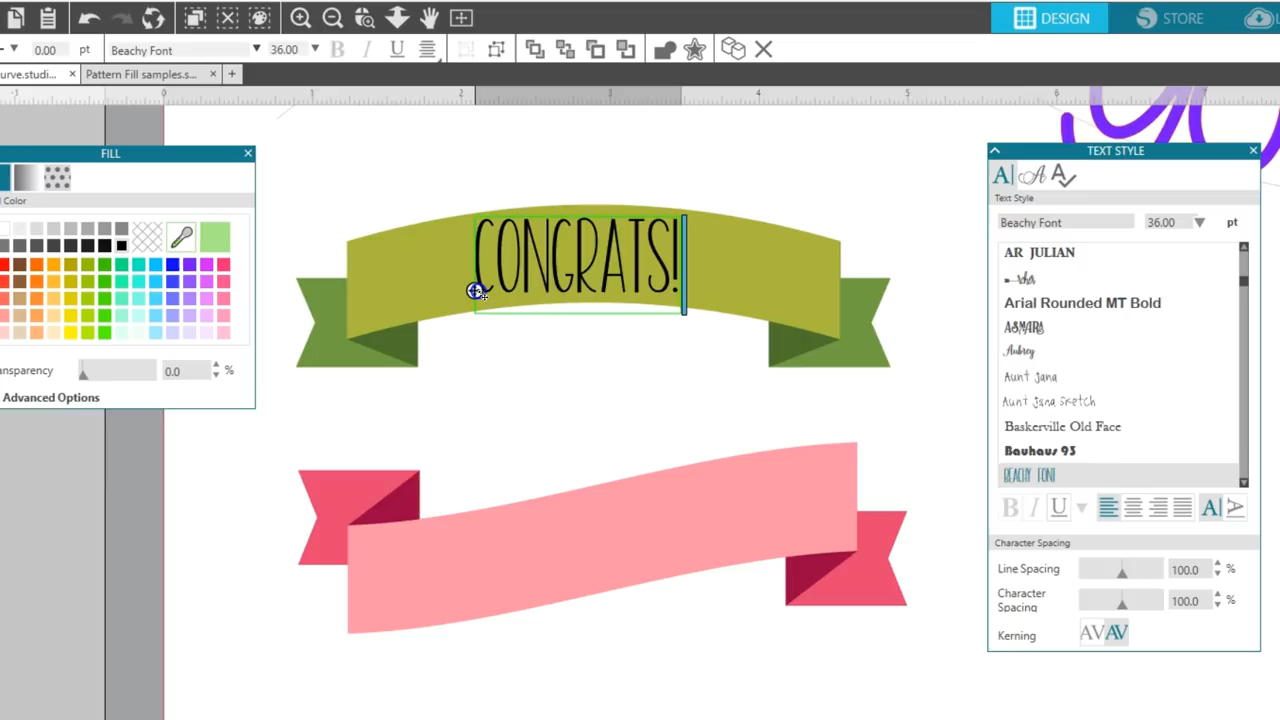 DESIGN
STORE
0.00 pt Beachy Font 36.00 B I U
urve.studi... × Pattern Fill samples.s... × +
-1 0 1 2 3 4 5 6 7
FILL ×
Color
ansparency 0.0 %
Advanced Options
CONGRATS!
TEXT STYLE ×
Text Style
Beachy Font 36.00 pt
AR JULIAN
Arial Rounded MT Bold
Aubrey
Aunt Jana
Aunt Jana Sketch
Baskerville Old Face
Bauhaus 93
BEACHY FONT
B I U
Character Spacing
Line Spacing 100.0 %
Character Spacing 100.0 %
Kerning AV AV